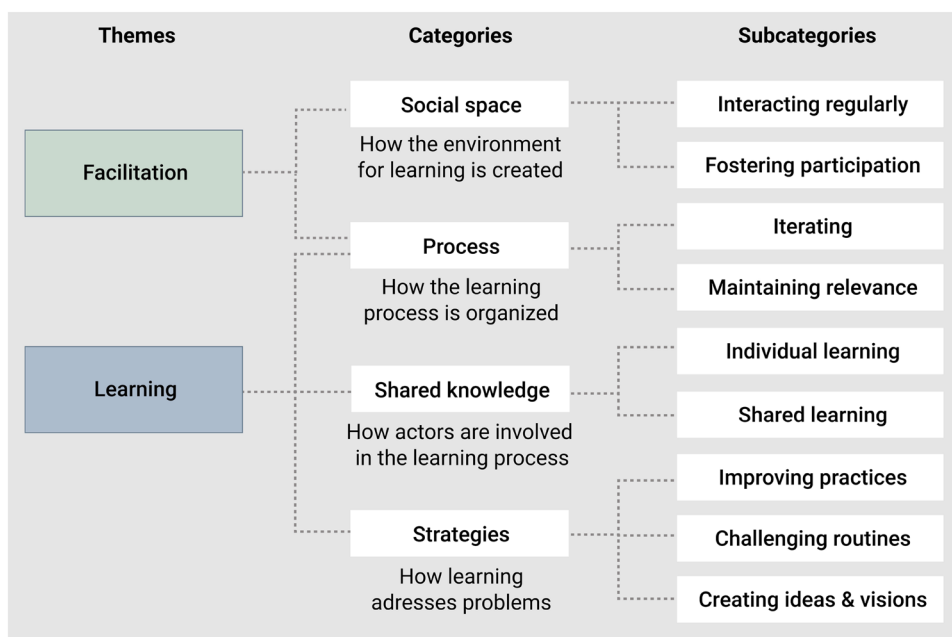 Themes
Categories
Subcategories
Facilitation
Learning
Social space
How the environment
for learning is created
Process
How the learning
process is organized
Shared knowledge
How actors are involved
in the learning process
Strategies
How learning
adresses problems
Interacting regularly
Fostering participation
Iterating
Maintaining relevance
Individual learning
Shared learning
Improving practices
Challenging routines
Creating ideas & visions